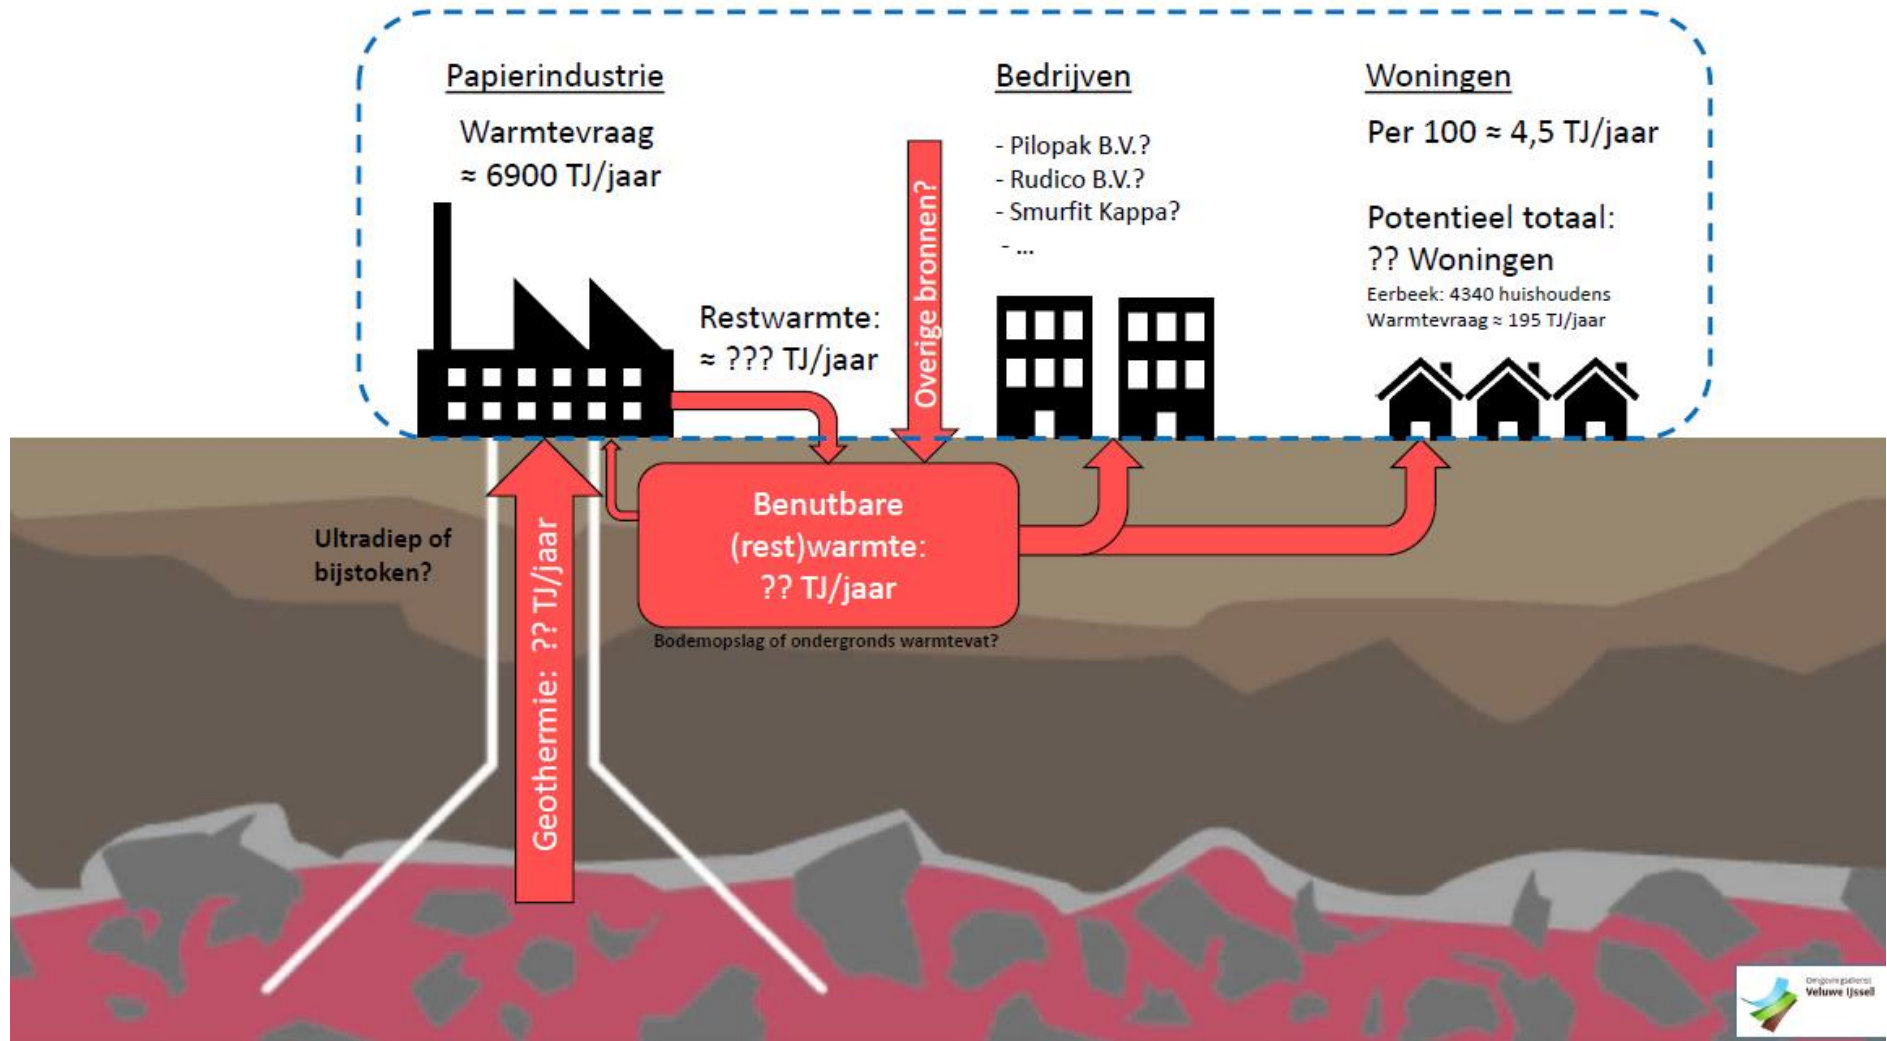 Papierindustrie
Warmtevraag
≈ 6900 TJ/jaar
Restwarmte:
≈ ??? TJ/jaar
Overige bronnen?
Bedrijven
- Pilopak B.V.?
- Rudico B.V.?
- Smurfit Kappa?
- ...
Woningen
Per 100 ≈ 4,5 TJ/jaar
Potentieel totaal:
?? Woningen
Eerbeek: 4340 huishoudens
Warmtevraag ≈ 195 TJ/jaar
Ultradiep of
bijstoken?
Geothermie: ?? TJ/jaar
Benutbare
(rest)warmte:
?? TJ/jaar
Bodemopslag of ondergronds warmtevat?
Omgevingsdienst
Veluwe IJssel